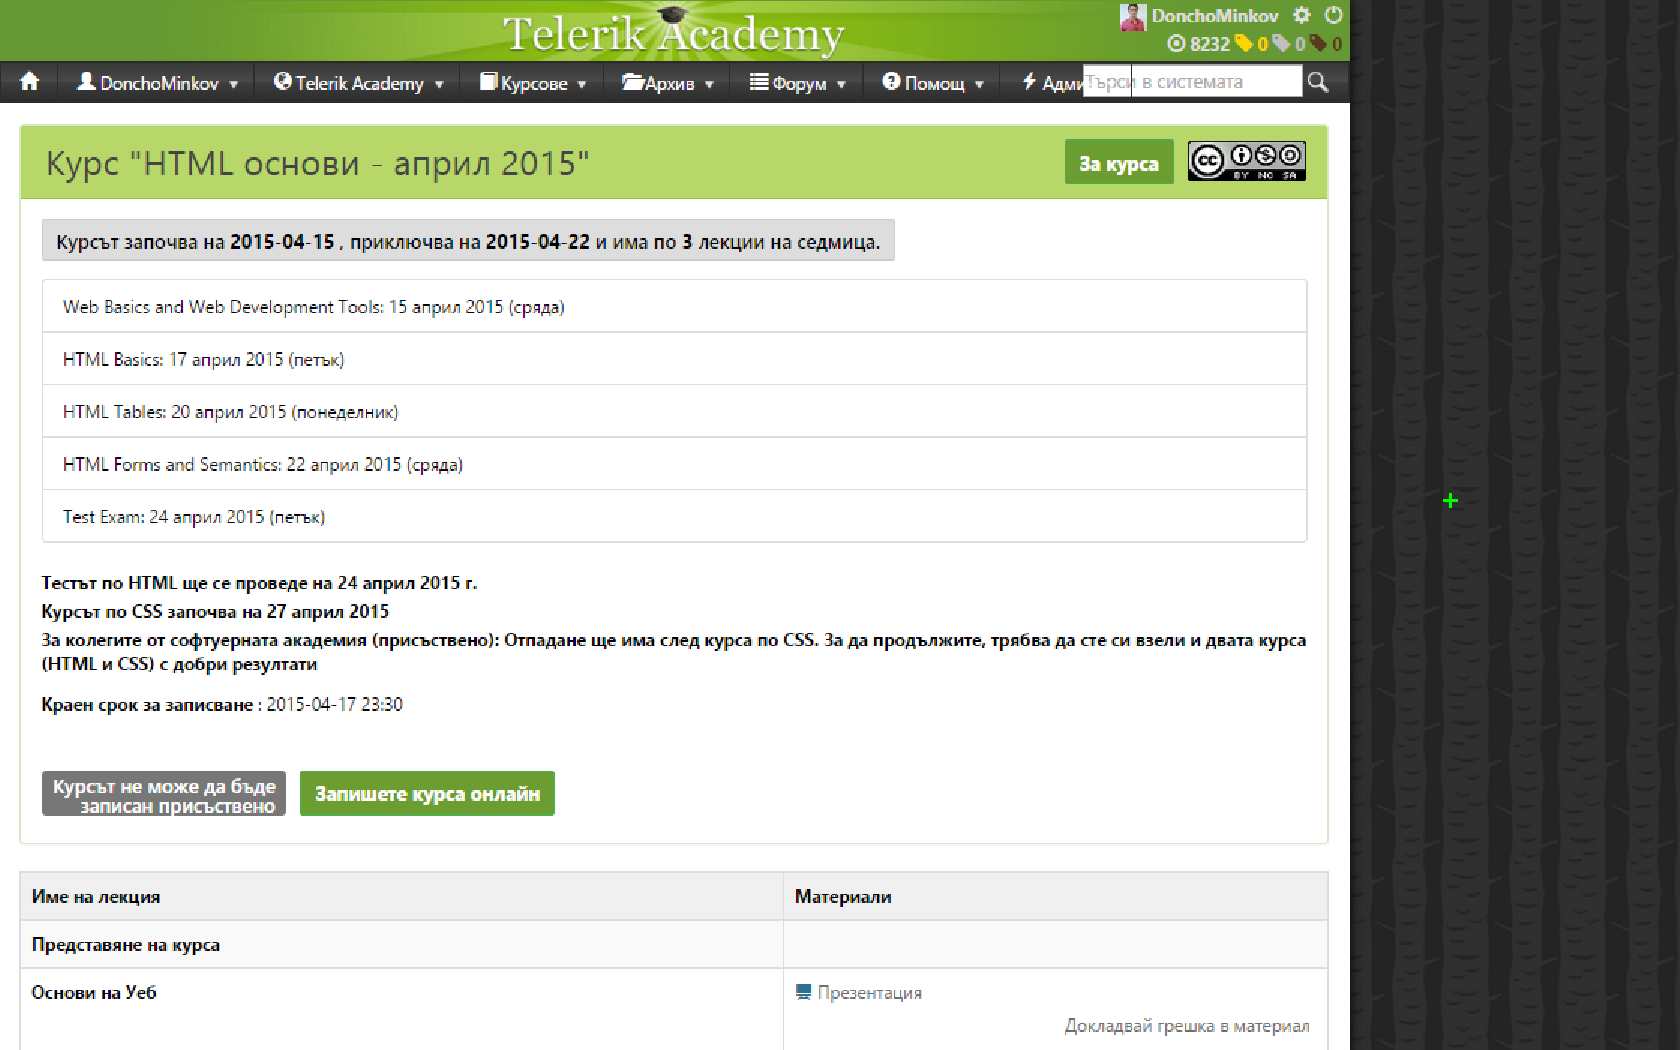 Telerik Academy
DonchoMinkov
8232 0 0 0
DonchoMinkov Telerik Academy Курсове Архив Форум Помощ Адми Търси в системата
Курс "HTML основи - април 2015" За курса
cc BY NC SA
Курсът започва на 2015-04-15 , приключва на 2015-04-22 и има по 3 лекции на седмица.
Web Basics and Web Development Tools: 15 април 2015 (сряда)
HTML Basics: 17 април 2015 (петък)
HTML Tables: 20 април 2015 (понеделник)
HTML Forms and Semantics: 22 април 2015 (сряда)
Test Exam: 24 април 2015 (петък)
Тестът по HTML ще се проведе на 24 април 2015 г.
Курсът по CSS започва на 27 април 2015
За колегите от софтуерната академия (присъствено): Отпадане ще има след курса по CSS. За да продължите, трябва да сте си взели и двата курса
(HTML и CSS) с добри резултати
Краен срок за записване : 2015-04-17 23:30
Курсът не може да бъде
записан присъствено
Запишете курса онлайн
Име на лекция Материали
Представяне на курса
Основи на Уеб Презентация
Докладвай грешка в материал